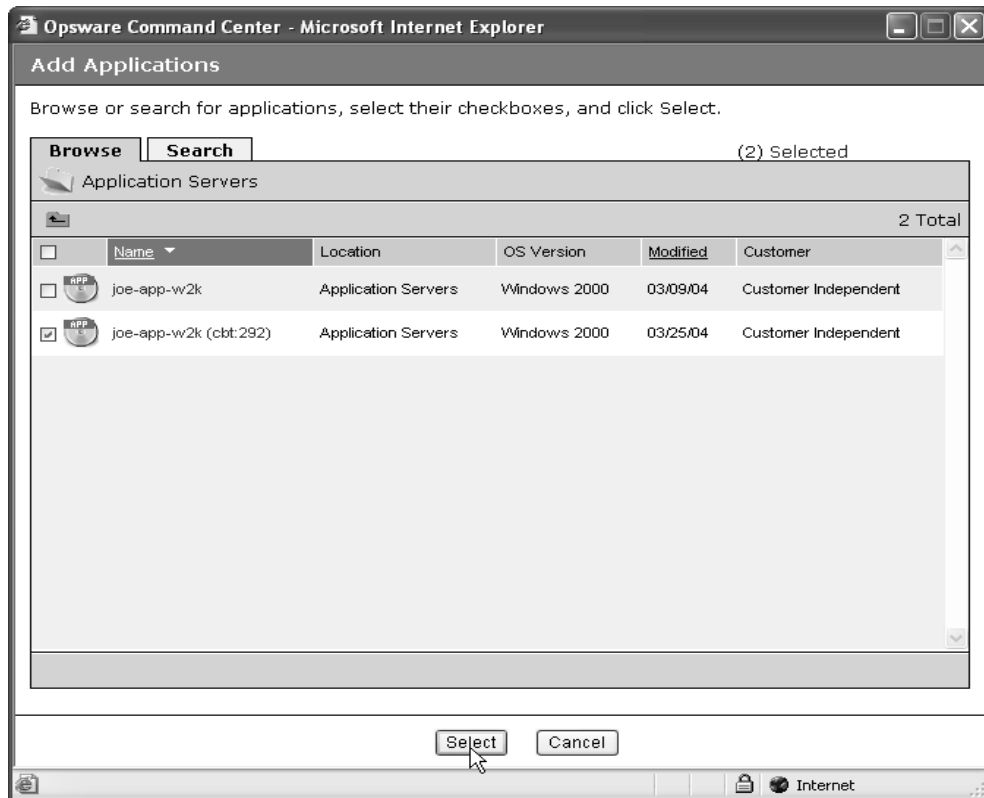 Opsware Command Center - Microsoft Internet Explorer
Add Applications
Browse or search for applications, select their checkboxes, and click Select.
Browse Search (2) Selected
Application Servers
2 Total
Name Location OS Version Modified Customer
APP joe-app-w2k Application Servers Windows 2000 03/09/04 Customer Independent
APP joe-app-w2k (cbt:292) Application Servers Windows 2000 03/25/04 Customer Independent
Select Cancel
Internet